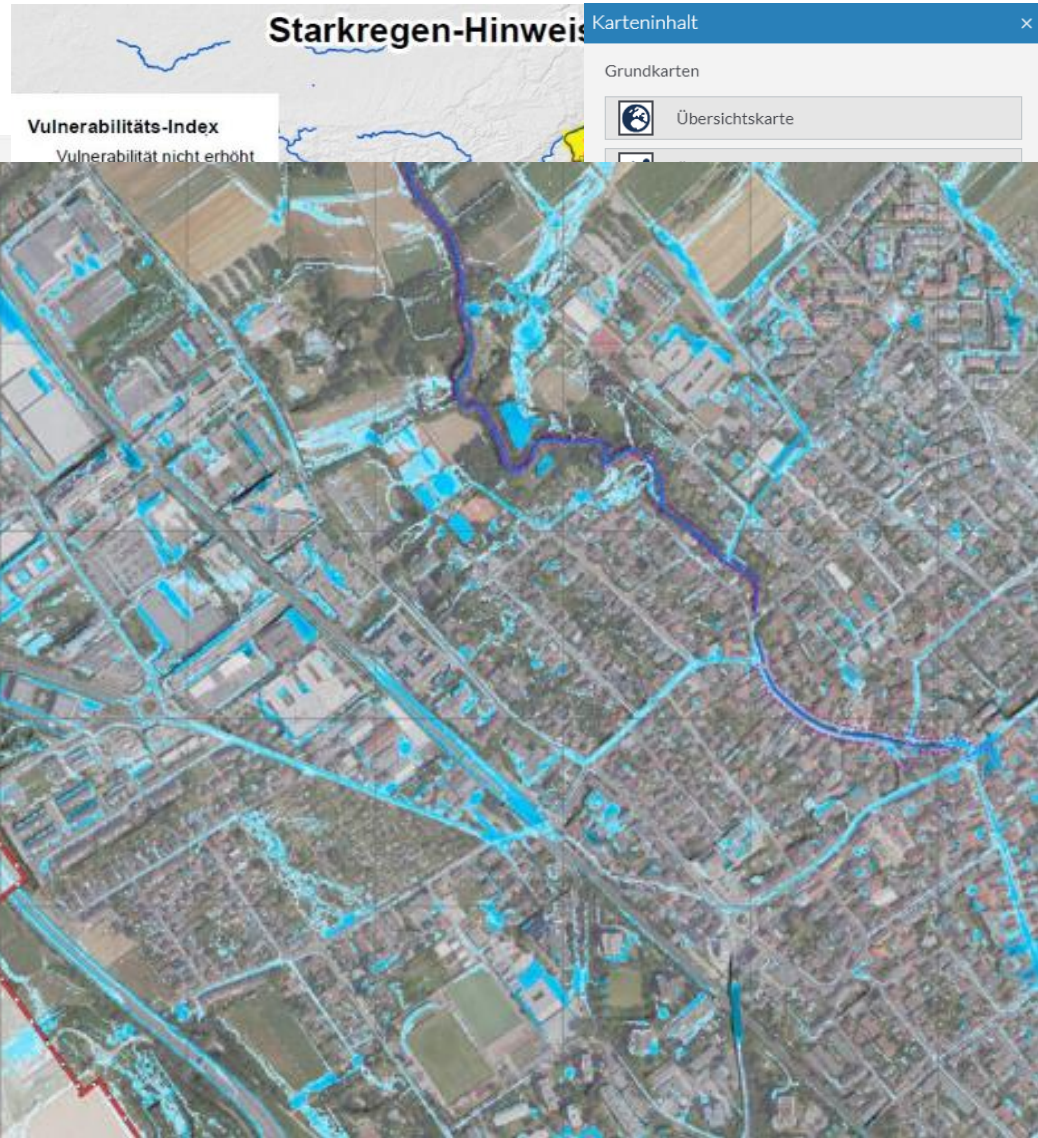 Starkregen-Hinweis
Karteninhalt ×
Grundkarten
Übersichtskarte
Vulnerabilitäts-Index
Vulnerabilität nicht erhöht